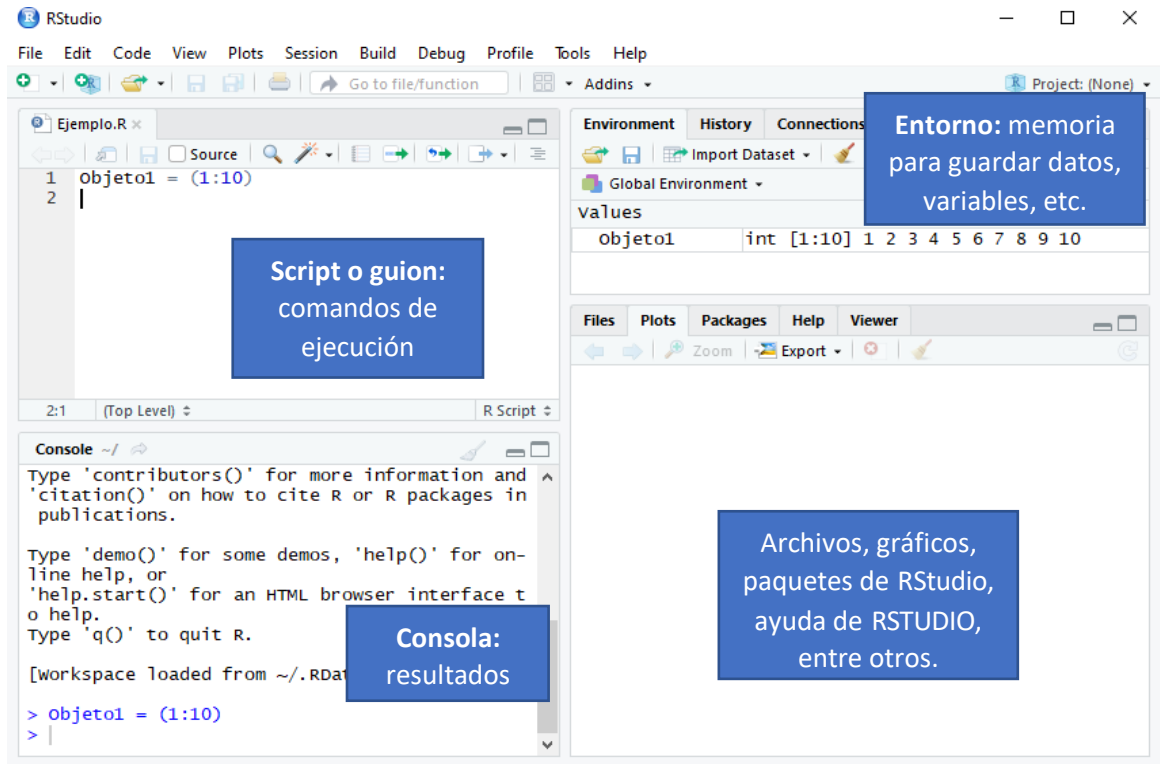 RStudio
File Edit Code View Plots Session Build Debug Profile Tools Help
Go to file/function Addins Project: (None)
Ejemplo.R
Source
1 Objeto1 = (1:10)
2
Script o guion:
comandos de
ejecución
2:1 (Top Level) R Script
Console ~/
Type 'contributors()' for more information and
'citation()' on how to cite R or R packages in
publications.
Type 'demo()' for some demos, 'help()' for on-
line help, or
'help.start()' for an HTML browser interface t
o help.
Type 'q()' to quit R.
[Workspace loaded from ~/.RDat
> Objeto1 = (1:10)
>
Consola:
resultados
Environment History Connections
Import Dataset
Global Environment
Values
Objeto1 int [1:10] 1 2 3 4 5 6 7 8 9 10
Entorno: memoria
para guardar datos,
variables, etc.
Files Plots Packages Help Viewer
Zoom Export
Archivos, gráficos,
paquetes de RStudio,
ayuda de RSTUDIO,
entre otros.